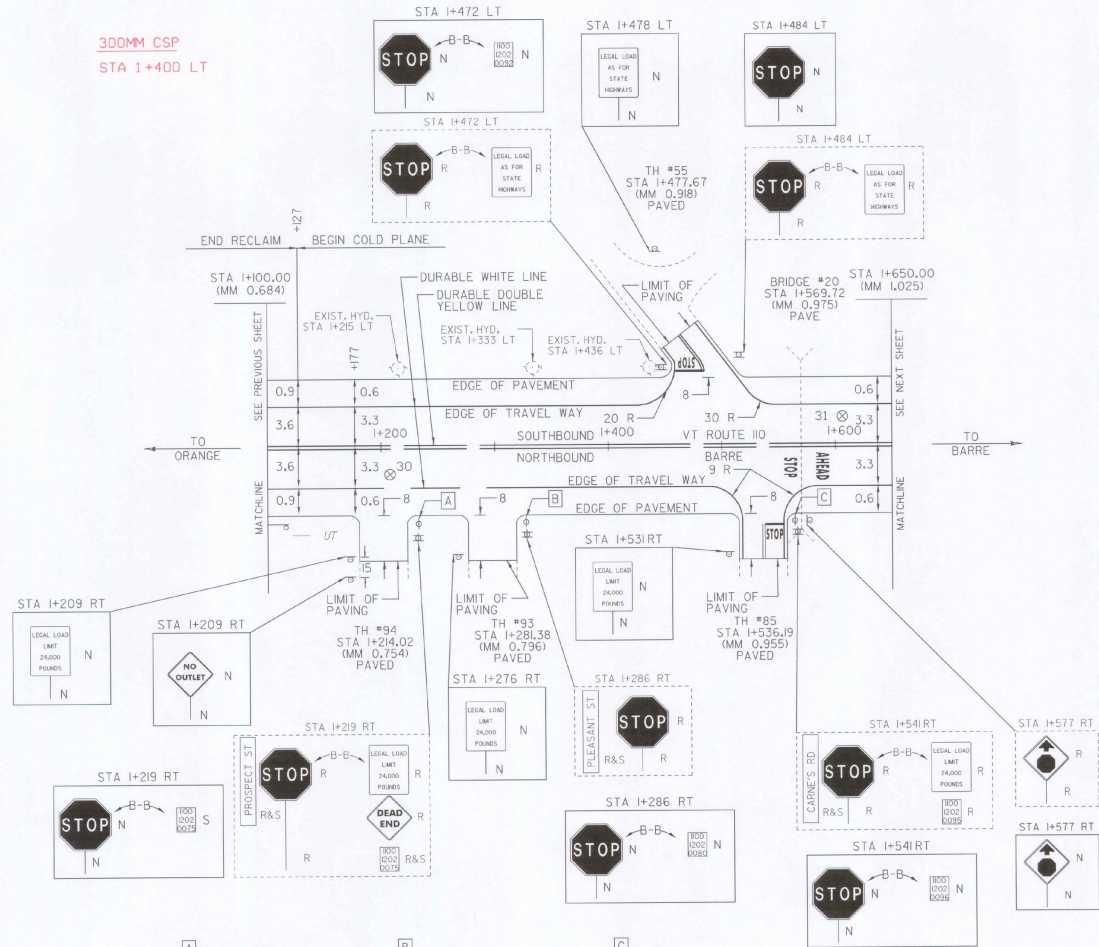 300MM CSP
STA 1+400 LT
STA 1+472 LT
STOP
B-B
1100
1202
0092
N
N
N
STA 1+472 LT
STOP
R
B-B
LEGAL LOAD
AS FOR
STATE
HIGHWAYS
R
R
STA 1+478 LT
LEGAL LOAD
AS FOR
STATE
HIGHWAYS
N
N
STA 1+484 LT
STOP
N
N
STA 1+484 LT
STOP
R
B-B
LEGAL LOAD
AS FOR
STATE
HIGHWAYS
R
R
TH #55
STA 1+477.67
(MM 0.918)
PAVED
+127
END RECLAIM
BEGIN COLD PLANE
STA 1+100.00
(MM 0.684)
DURABLE WHITE LINE
DURABLE DOUBLE
YELLOW LINE
LIMIT OF
PAVING
BRIDGE #20
STA 1+569.72
(MM 0.975)
PAVE
STA 1+650.00
(MM 1.025)
EXIST. HYD.
STA 1+215 LT
EXIST. HYD.
STA 1+333 LT
EXIST. HYD.
STA 1+436 LT
+177
STOP
SEE PREVIOUS SHEET
MATCHLINE
SEE NEXT SHEET
MATCHLINE
0.9
0.6
EDGE OF PAVEMENT
8
0.6
3.6
3.3
EDGE OF TRAVEL WAY
20 R
30 R
31
3.3
1+200
SOUTHBOUND
1+400
VT ROUTE 110
1+600
TO
ORANGE
TO
BARRE
NORTHBOUND
BARRE
3.6
3.3
30
9 R
STOP
AHEAD
3.3
EDGE OF TRAVEL WAY
0.9
0.6
8
A
8
B
EDGE OF PAVEMENT
8
C
0.6
UT
STOP
15
LIMIT OF
PAVING
TH #94
STA 1+214.02
(MM 0.754)
PAVED
LIMIT OF
PAVING
TH #93
STA 1+281.38
(MM 0.796)
PAVED
STA 1+531 RT
LEGAL LOAD
LIMIT
24,000
POUNDS
N
N
LIMIT OF
PAVING
TH #85
STA 1+536.19
(MM 0.955)
PAVED
STA 1+209 RT
LEGAL LOAD
LIMIT
24,000
POUNDS
N
N
STA 1+209 RT
NO
OUTLET
N
N
STA 1+276 RT
LEGAL LOAD
LIMIT
24,000
POUNDS
N
N
STA 1+286 RT
PLEASANT ST
STOP
R
R&S
R
STA 1+219 RT
PROSPECT ST
STOP
R
B-B
LEGAL LOAD
LIMIT
24,000
POUNDS
R
R&S
DEAD
END
R
R
1100
1202
0075
R&S
STA 1+541 RT
CARNE'S RD
STOP
R
B-B
LEGAL LOAD
LIMIT
24,000
POUNDS
R
R&S
1100
1202
0095
R
R
STA 1+577 RT
R
R
STA 1+219 RT
STOP
N
B-B
1100
1202
0075
S
N
STA 1+286 RT
STOP
N
B-B
1100
1202
0080
N
N
STA 1+541 RT
STOP
N
B-B
1100
1202
0096
N
N
STA 1+577 RT
N
N
A
B
C